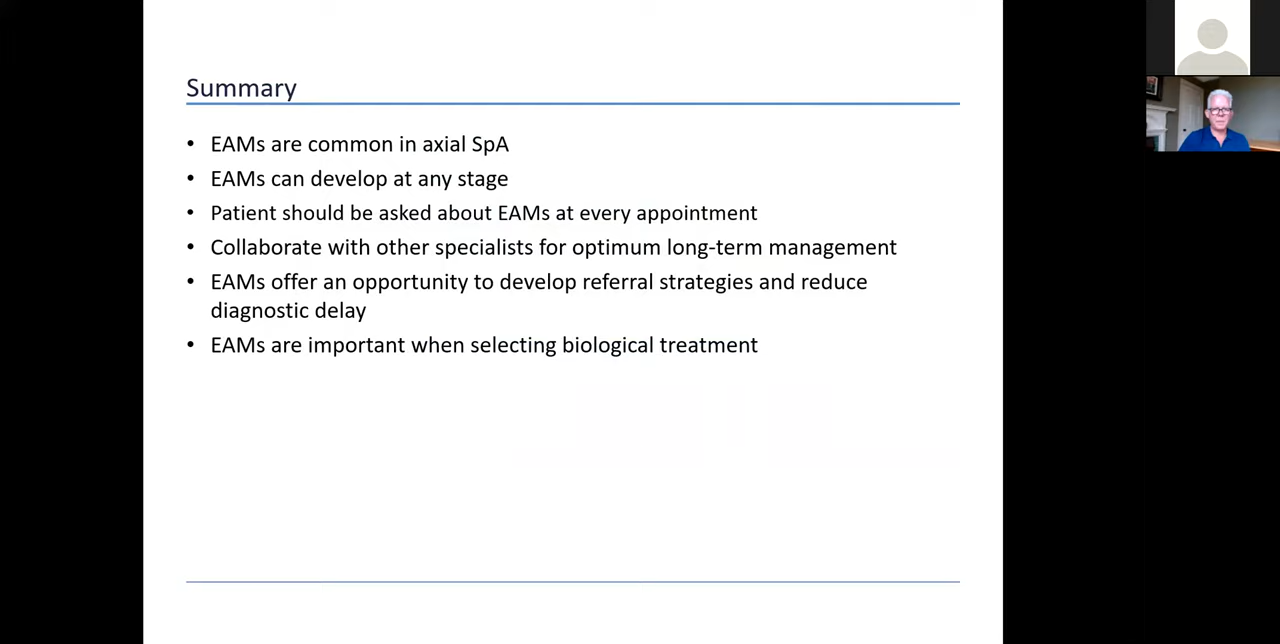 Summary
• EAMs are common in axial SpA
• EAMs can develop at any stage
• Patient should be asked about EAMs at every appointment
• Collaborate with other specialists for optimum long-term management
• EAMs offer an opportunity to develop referral strategies and reduce
diagnostic delay
• EAMs are important when selecting biological treatment